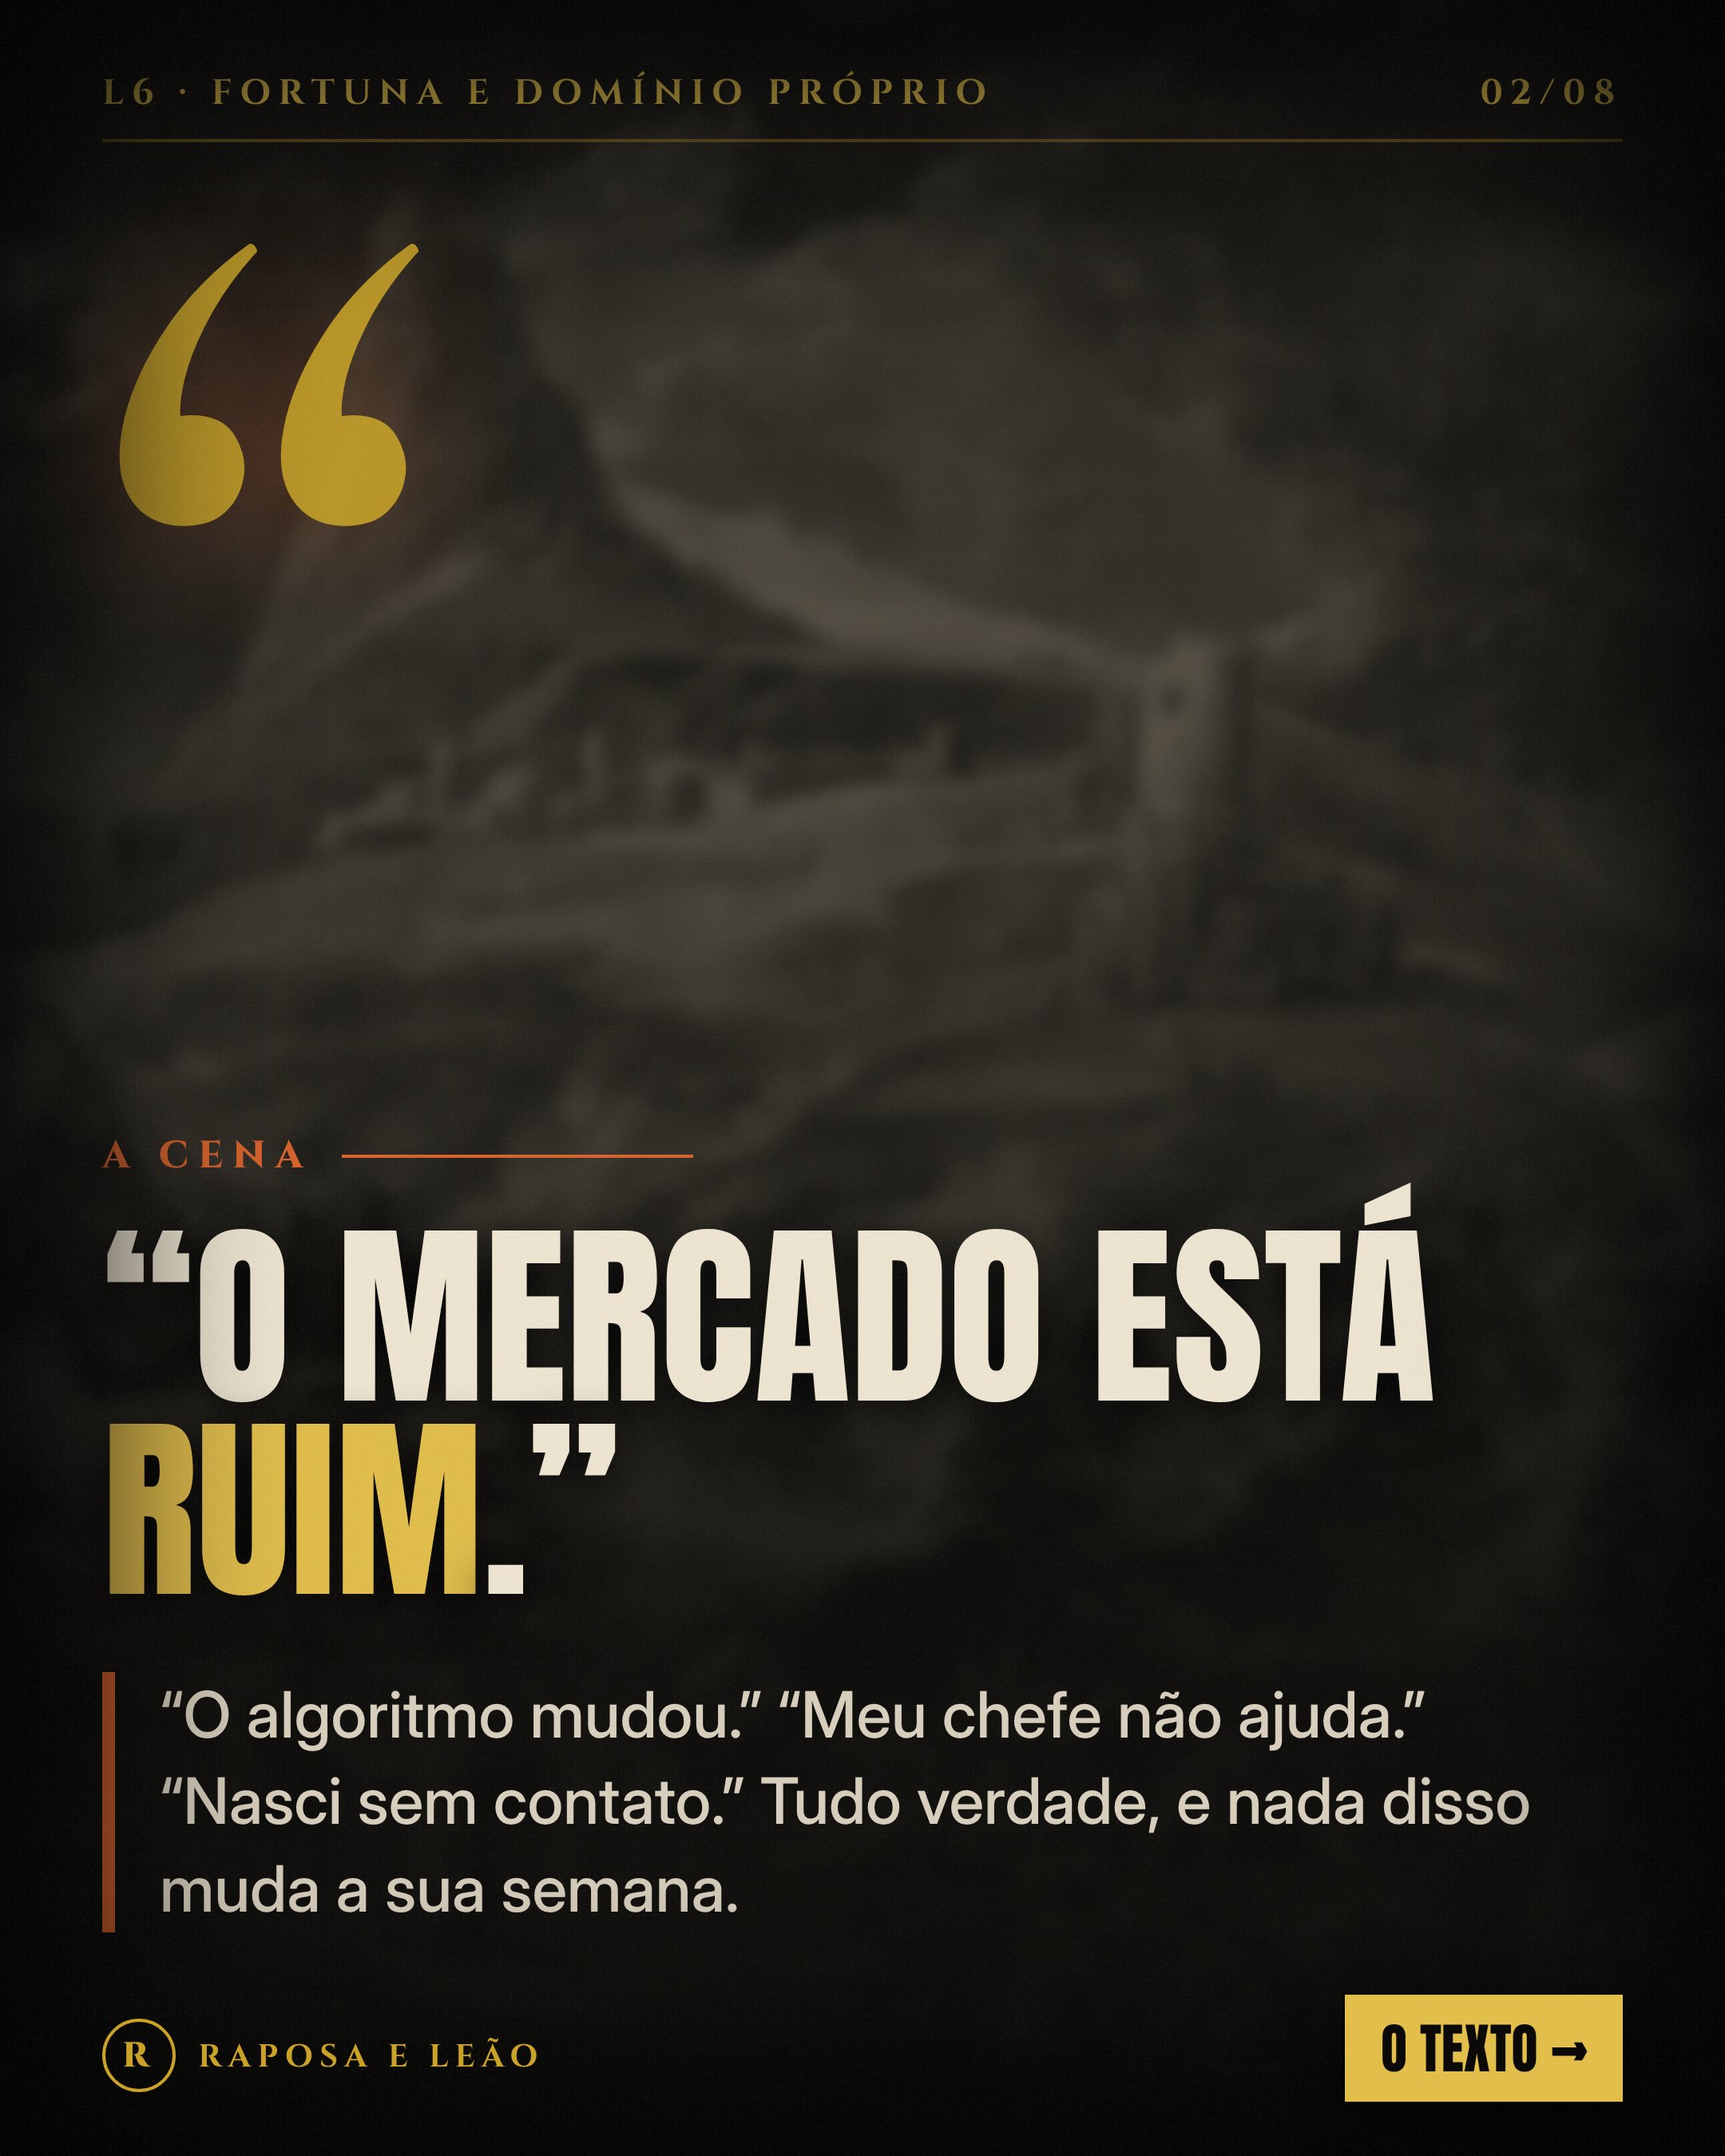 L6 · FORTUNA E DOMÍNIO PRÓPRIO
02/08
“
A CENA
“O MERCADO ESTÁ
RUIM.”
“O algoritmo mudou.” “Meu chefe não ajuda.”
“Nasci sem contato.” Tudo verdade, e nada disso
muda a sua semana.
R RAPOSA E LEÃO
O TEXTO →